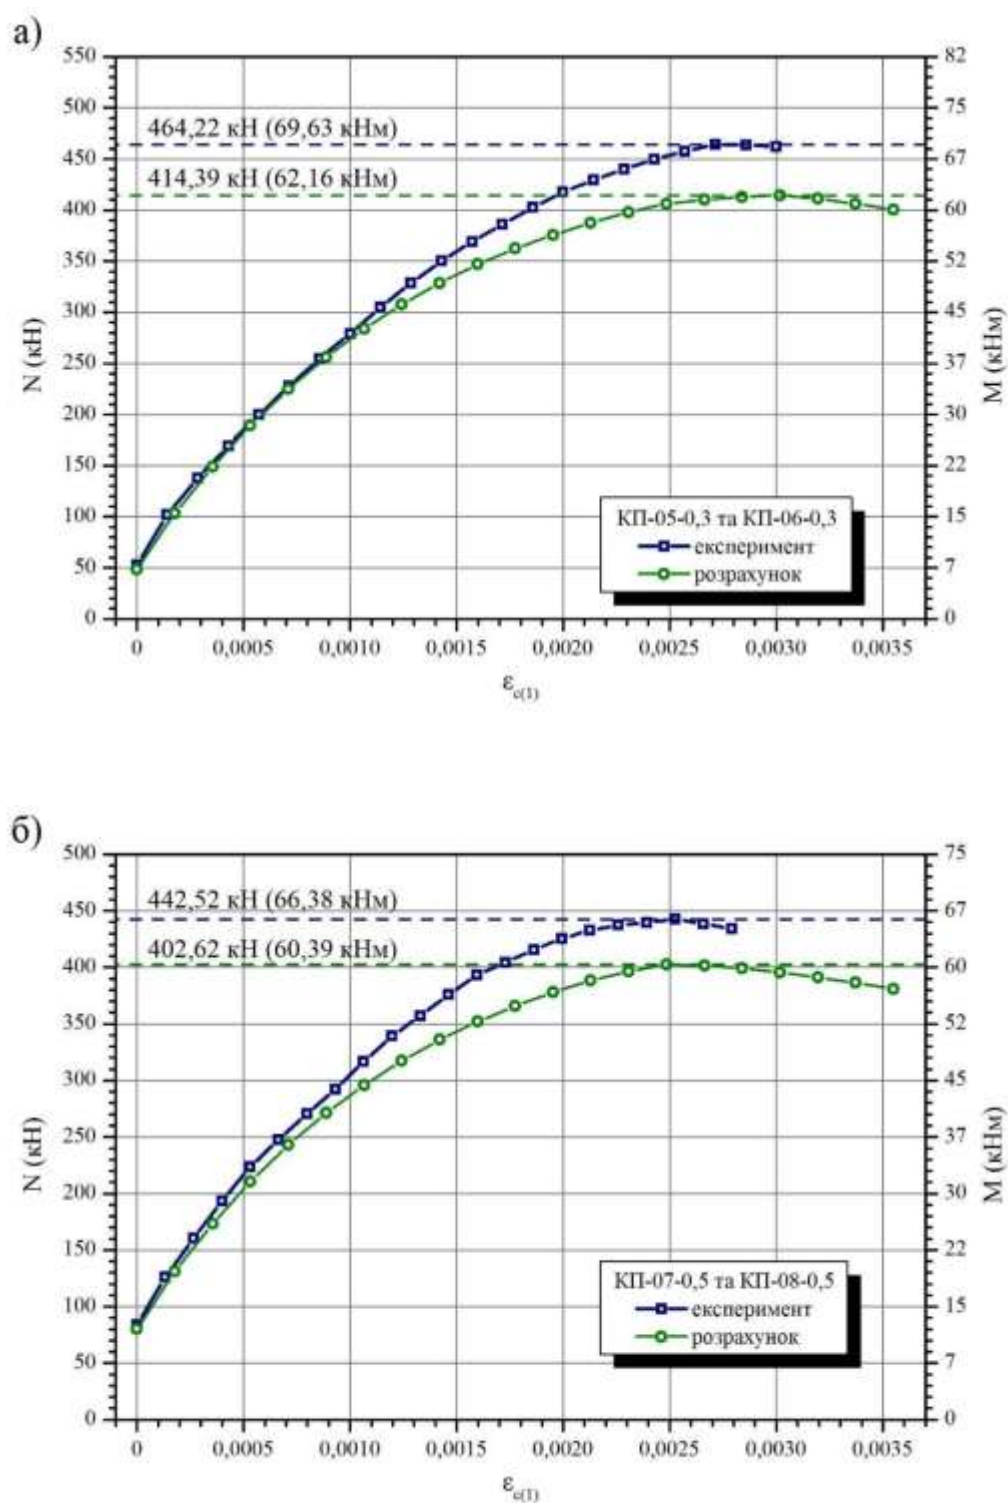 а)
550
500
450
400
350
300
250
200
150
100
50
0
N (кН)
464,22 кН (69,63 кНм)
414,39 кН (62,16 кНм)
КП-05-0,3 та КП-06-0,3
експеримент
розрахунок
82
75
67
60
52
45
37
30
22
15
7
0
М (кНм)
0 0,0005 0,0010 0,0015 0,0020 0,0025 0,0030 0,0035
εc(1)
б)
500
450
400
350
300
250
200
150
100
50
0
N (кН)
442,52 кН (66,38 кНм)
402,62 кН (60,39 кНм)
КП-07-0,5 та КП-08-0,5
експеримент
розрахунок
75
67
60
52
45
37
30
22
15
7
0
М (кНм)
0 0,0005 0,0010 0,0015 0,0020 0,0025 0,0030 0,0035
εc(1)